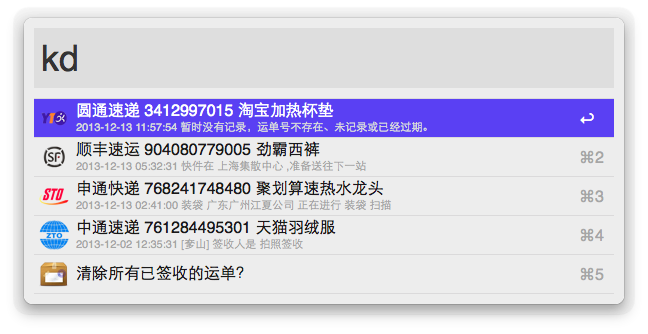 kd
YTO
圆通速递 3412997015 淘宝加热杯垫
2013-12-13 11:57:54 暂时没有记录，运单号不存在、未记录或已经过期。
↩
SF
顺丰速运 904080779005 劲霸西裤
2013-12-13 05:32:31 快件在 上海集散中心 ,准备送往下一站
⌘2
STO
申通快递 768241748480 聚划算速热水龙头
2013-12-13 02:41:00 装袋 广东广州江夏公司 正在进行 装袋 扫描
⌘3
ZTO
中通速递 761284495301 天猫羽绒服
2013-12-02 12:35:31 [奓山] 签收人是 拍照签收
⌘4
清除所有已签收的运单?
⌘5